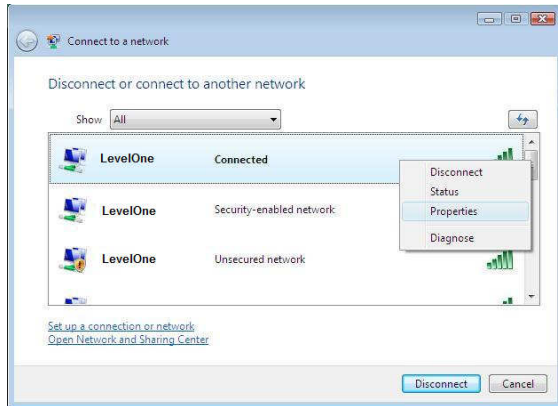 Connect to a network
Disconnect or connect to another network
Show All
LevelOne Connected
Disconnect
Status
LevelOne Security-enabled network Properties
Diagnose
LevelOne Unsecured network
Set up a connection or network
Open Network and Sharing Center
Disconnect Cancel